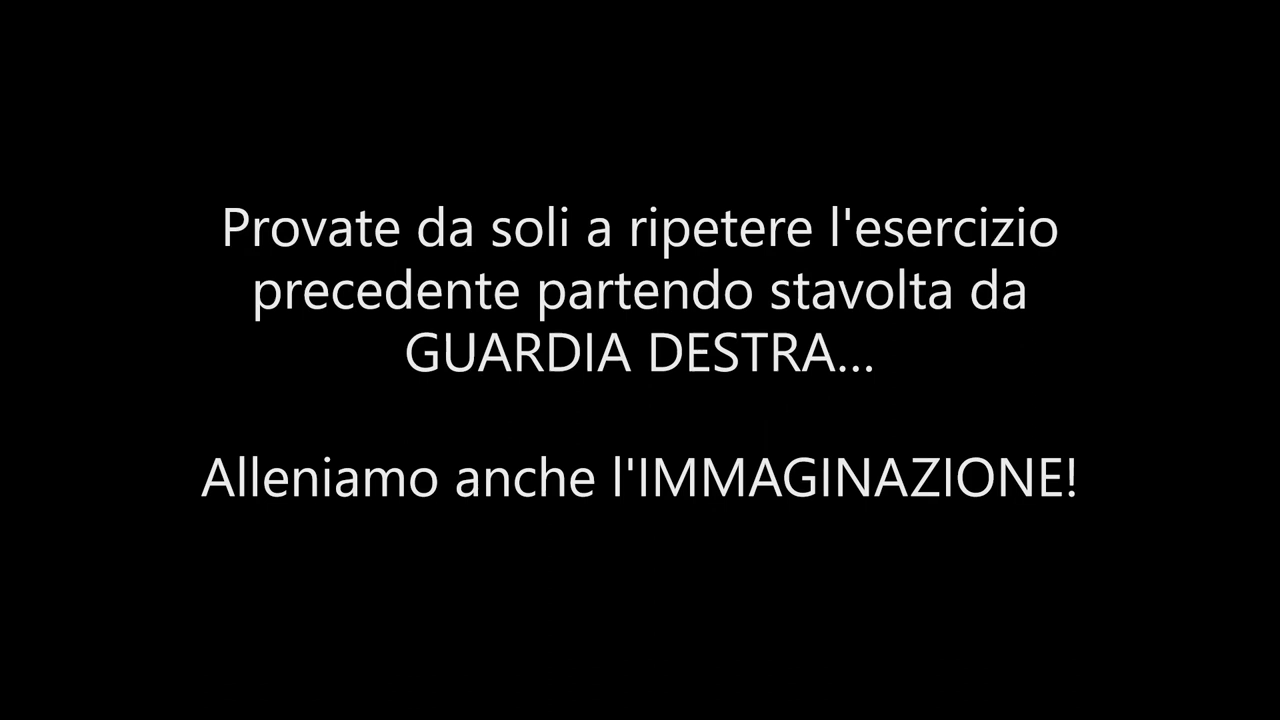 Provate da soli a ripetere l'esercizio
precedente partendo stavolta da
GUARDIA DESTRA...
Alleniamo anche l'IMMAGINAZIONE!